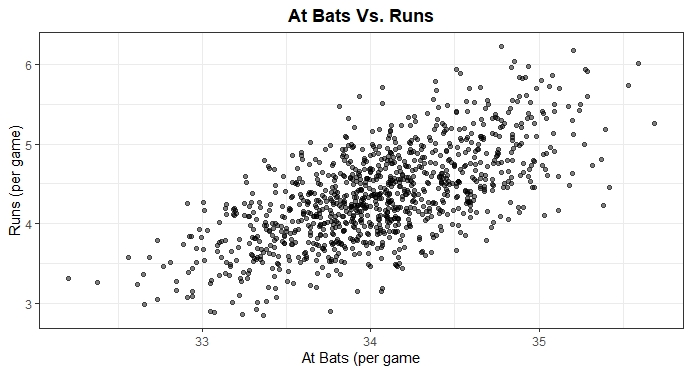 At Bats Vs. Runs
6
5
4
3
Runs (per game)
33 34 35
At Bats (per game